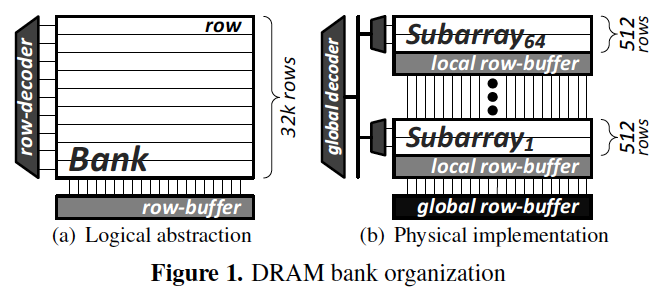 row
row-decoder
32k rows
Bank
row-buffer
(a) Logical abstraction
global decoder
Subarray64
512 rows
local row-buffer
Subarray1
512 rows
local row-buffer
global row-buffer
(b) Physical implementation
Figure 1. DRAM bank organization